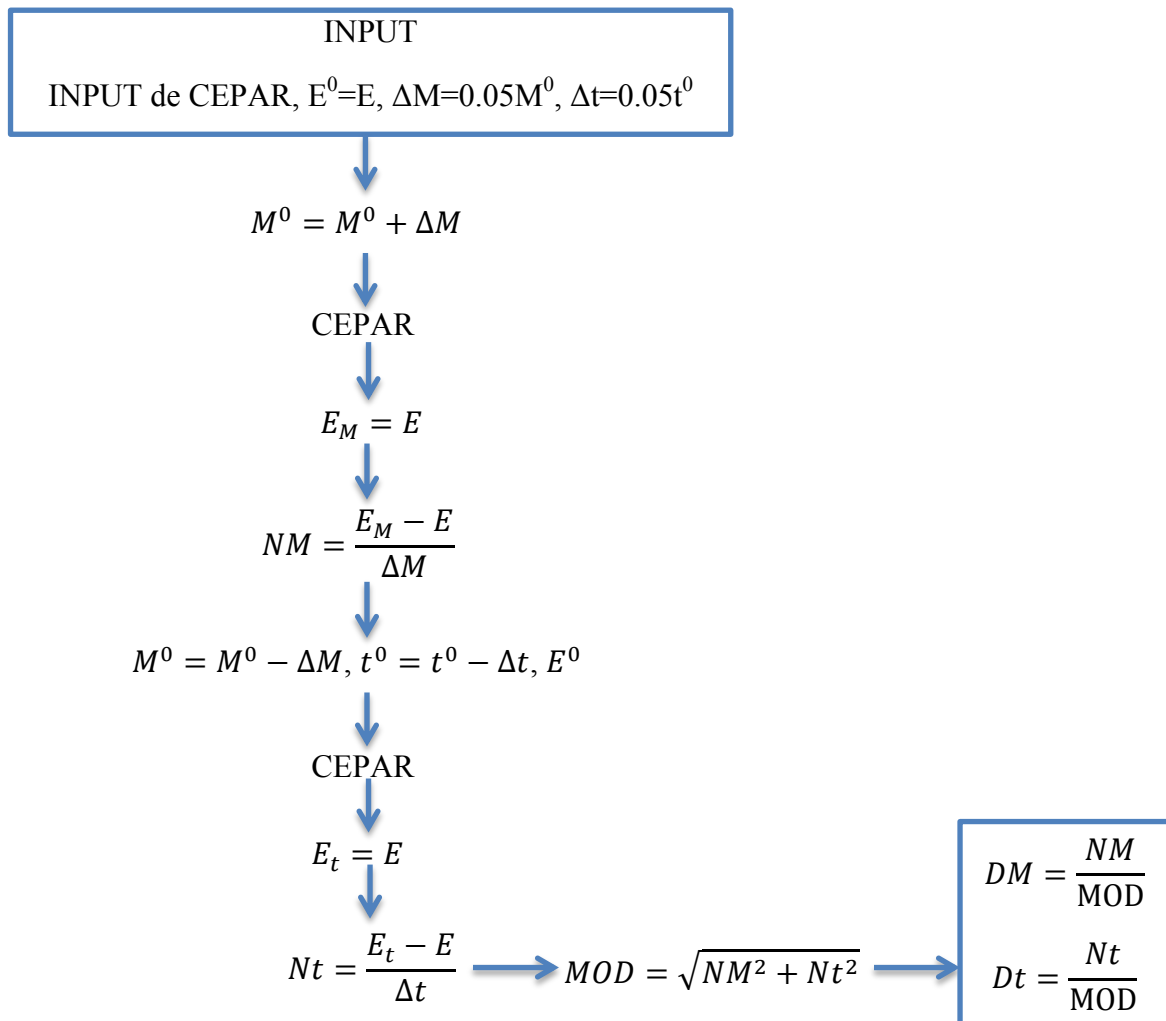 INPUT
INPUT de CEPAR, E⁰=E, ΔM=0.05M⁰, Δt=0.05t⁰
M⁰ = M⁰ + ΔM
CEPAR
E_M = E
NM = (E_M − E)/ΔM
M⁰ = M⁰ − ΔM, t⁰ = t⁰ − Δt, E⁰
CEPAR
E_t = E
Nt = (E_t − E)/Δt
MOD = √(NM² + Nt²)
DM = NM/MOD
Dt = Nt/MOD